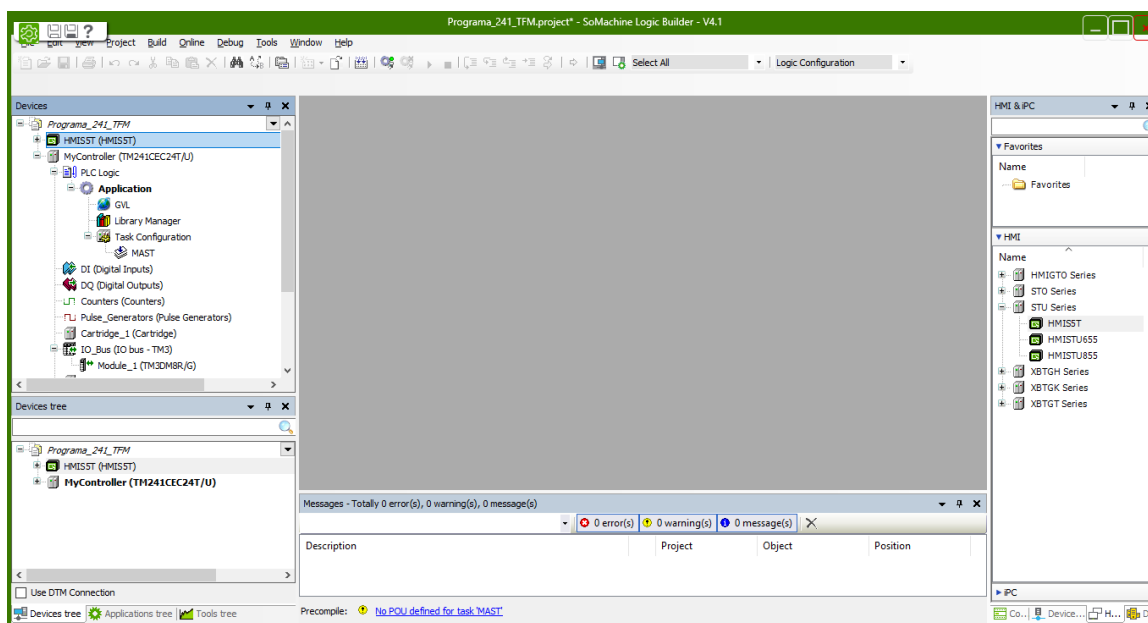 Programa_241_TFM.project* - SoMachine Logic Builder - V4.1
?
File Edit View Project Build Online Debug Tools Window Help
Select All
Logic Configuration
Devices
Programa_241_TFM
HMIS5T (HMIS5T)
MyController (TM241CEC24T/U)
PLC Logic
Application
GVL
Library Manager
Task Configuration
MAST
DI (Digital Inputs)
DQ (Digital Outputs)
Counters (Counters)
Pulse_Generators (Pulse Generators)
Cartridge_1 (Cartridge)
IO_Bus (IO bus - TM3)
Module_1 (TM3DM8R/G)
Devices tree
Programa_241_TFM
HMIS5T (HMIS5T)
MyController (TM241CEC24T/U)
Use DTM Connection
Devices tree Applications tree Tools tree
Messages - Totally 0 error(s), 0 warning(s), 0 message(s)
0 error(s) 0 warning(s) 0 message(s)
Description Project Object Position
Precompile: No POU defined for task 'MAST'
HMI & iPC
Favorites
Name
Favorites
HMI
Name
HMIGTO Series
STO Series
STU Series
HMIS5T
HMISTU655
HMISTU855
XBTGH Series
XBTGK Series
XBTGT Series
iPC
Co... Device... H... D